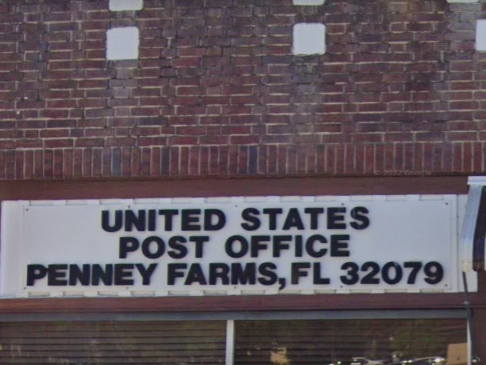 UNITED STATES
POST OFFICE
PENNEY FARMS, FL 32079